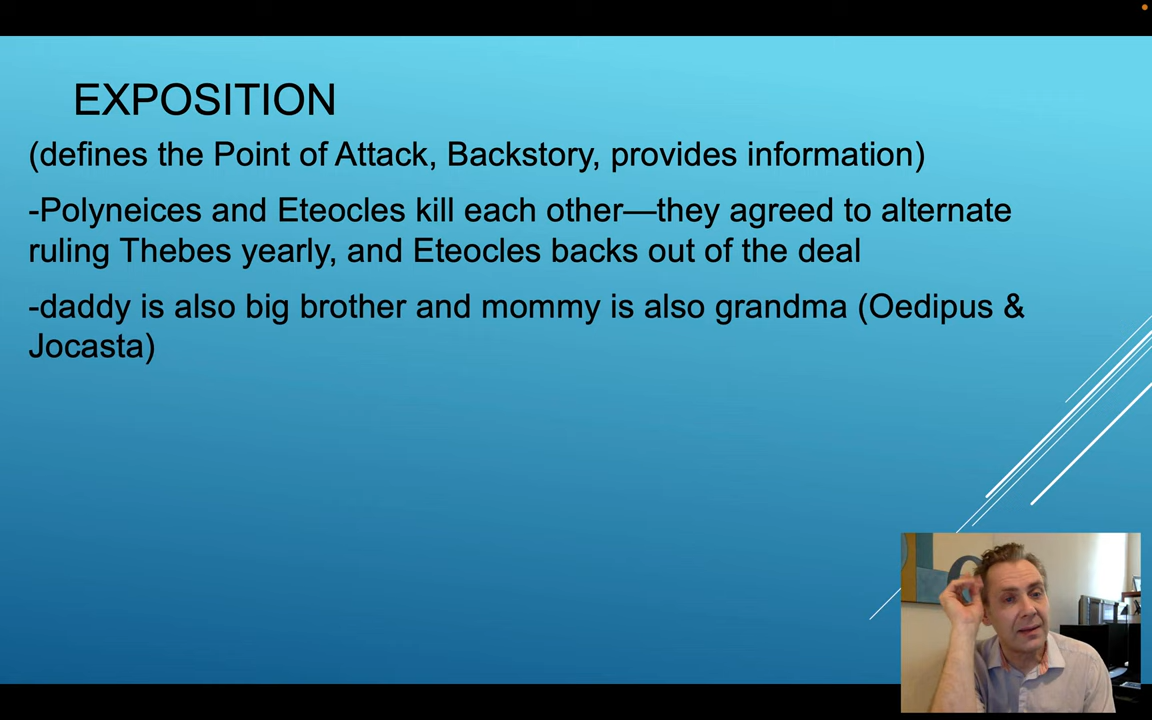 EXPOSITION
(defines the Point of Attack, Backstory, provides information)
-Polyneices and Eteocles kill each other—they agreed to alternate
ruling Thebes yearly, and Eteocles backs out of the deal
-daddy is also big brother and mommy is also grandma (Oedipus &
Jocasta)